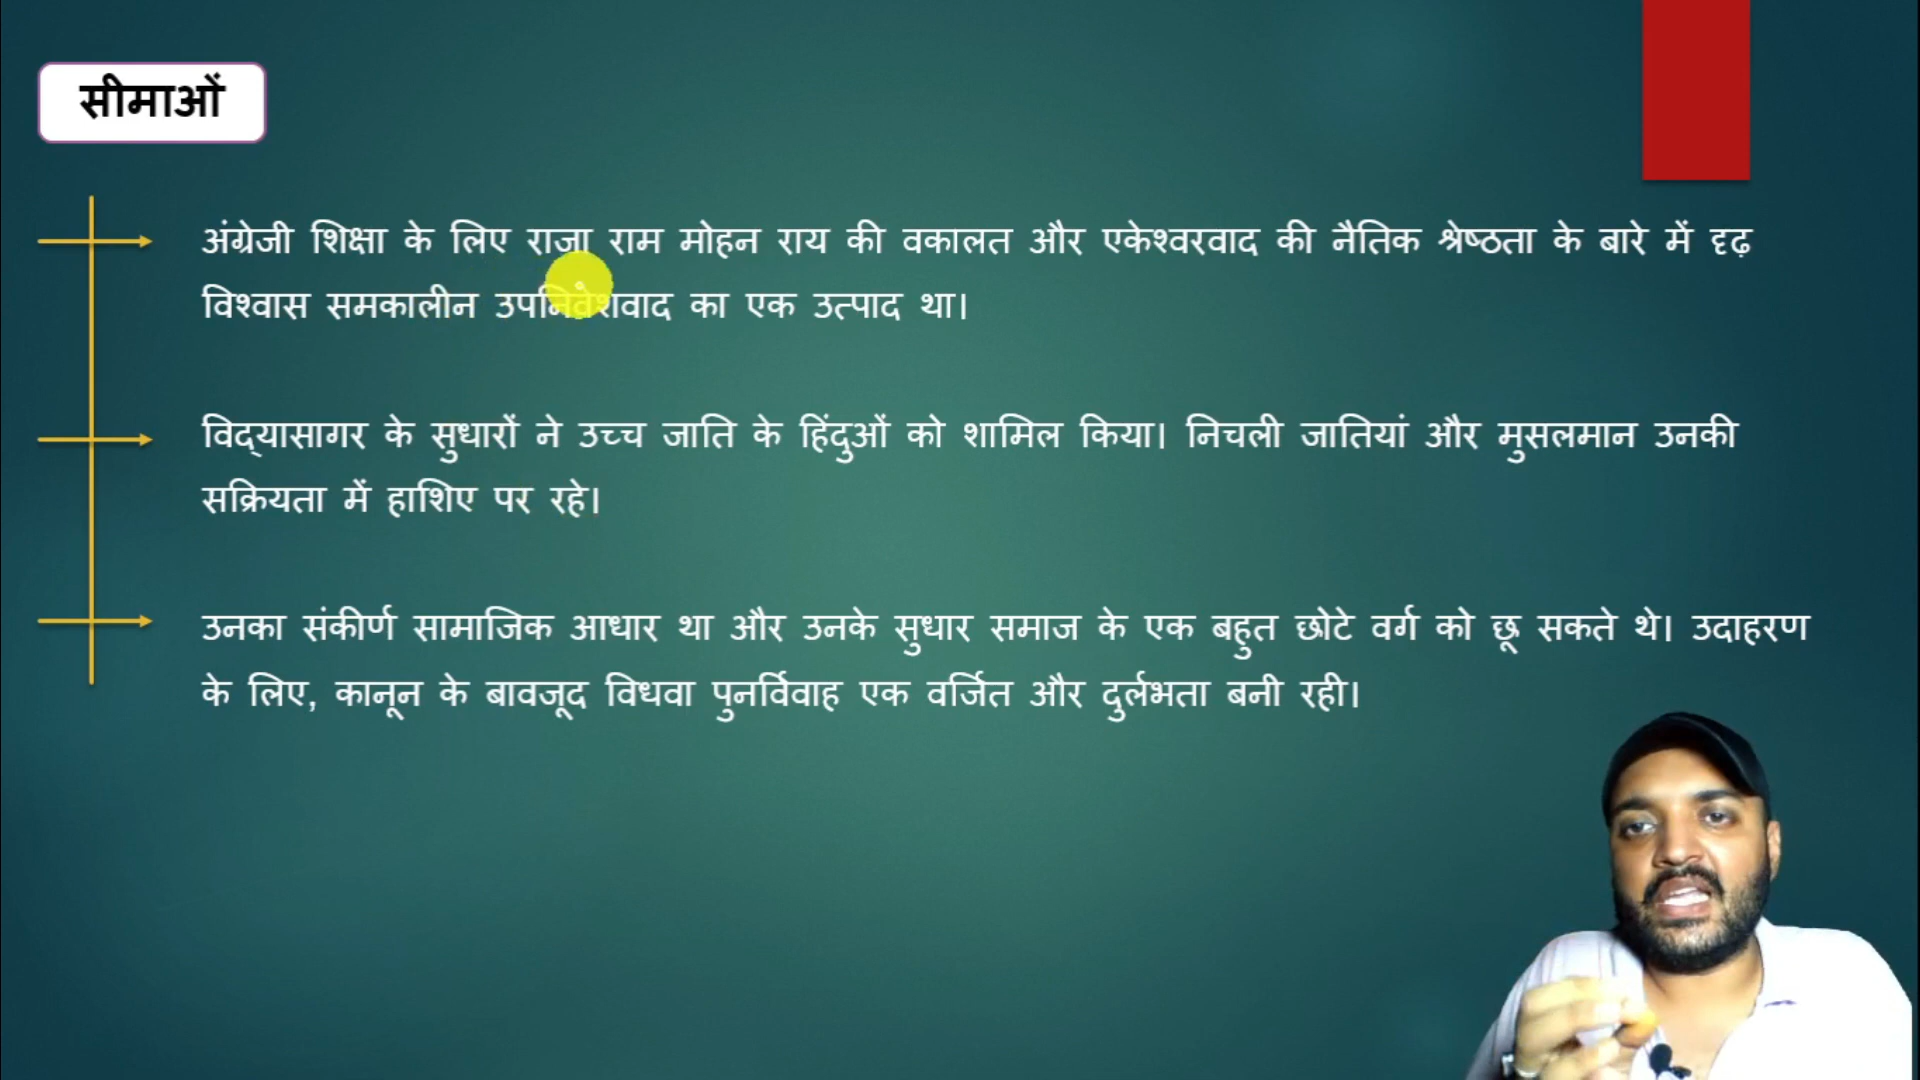 सीमाओं
अंग्रेजी शिक्षा के लिए राजा राम मोहन राय की वकालत और एकेश्वरवाद की नैतिक श्रेष्ठता के बारे में दृढ़
विश्वास समकालीन उपनिवेशवाद का एक उत्पाद था।
विद्यासागर के सुधारों ने उच्च जाति के हिंदुओं को शामिल किया। निचली जातियां और मुसलमान उनकी
सक्रियता में हाशिए पर रहे।
उनका संकीर्ण सामाजिक आधार था और उनके सुधार समाज के एक बहुत छोटे वर्ग को छू सकते थे। उदाहरण
के लिए, कानून के बावजूद विधवा पुनर्विवाह एक वर्जित और दुर्लभता बनी रही।